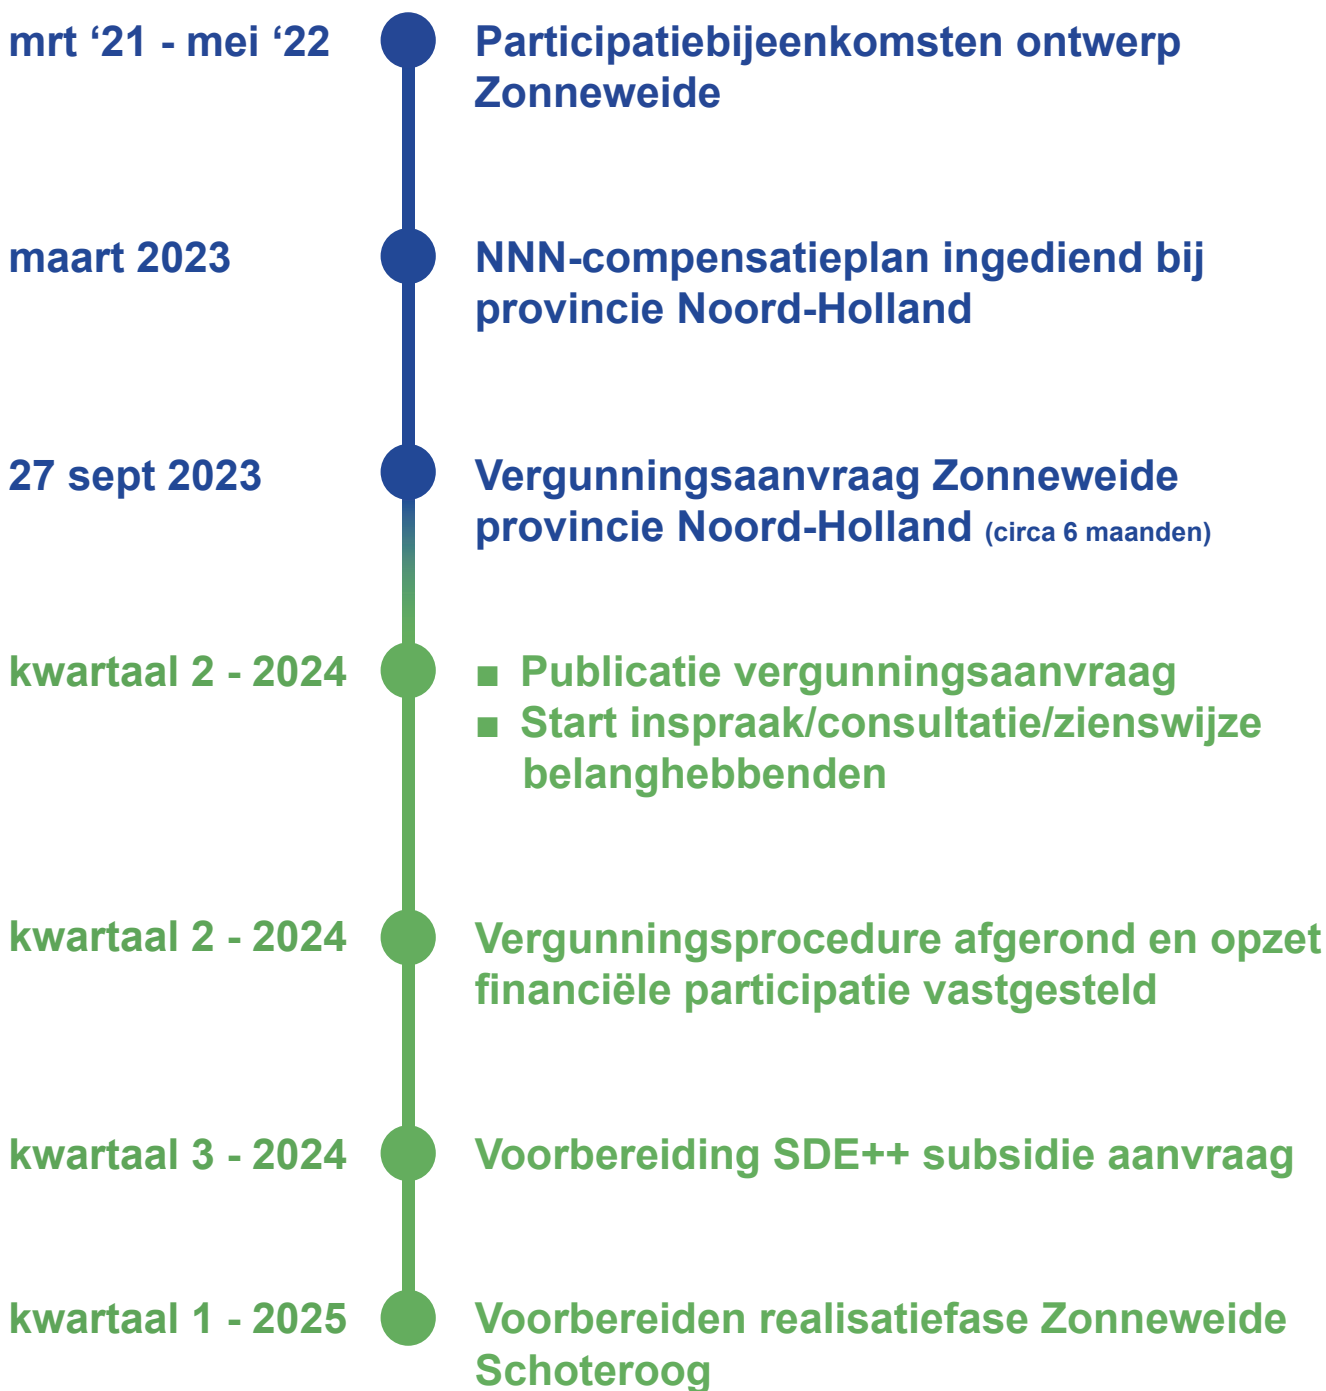 mrt ‘21 - mei ‘22
Participatiebijeenkomsten ontwerp
Zonneweide
maart 2023
NNN-compensatieplan ingediend bij
provincie Noord-Holland
27 sept 2023
Vergunningsaanvraag Zonneweide
provincie Noord-Holland (circa 6 maanden)
kwartaal 2 - 2024
■ Publicatie vergunningsaanvraag
■ Start inspraak/consultatie/zienswijze
belanghebbenden
kwartaal 2 - 2024
Vergunningsprocedure afgerond en opzet
financiële participatie vastgesteld
kwartaal 3 - 2024
Voorbereiding SDE++ subsidie aanvraag
kwartaal 1 - 2025
Voorbereiden realisatiefase Zonneweide
Schoteroog